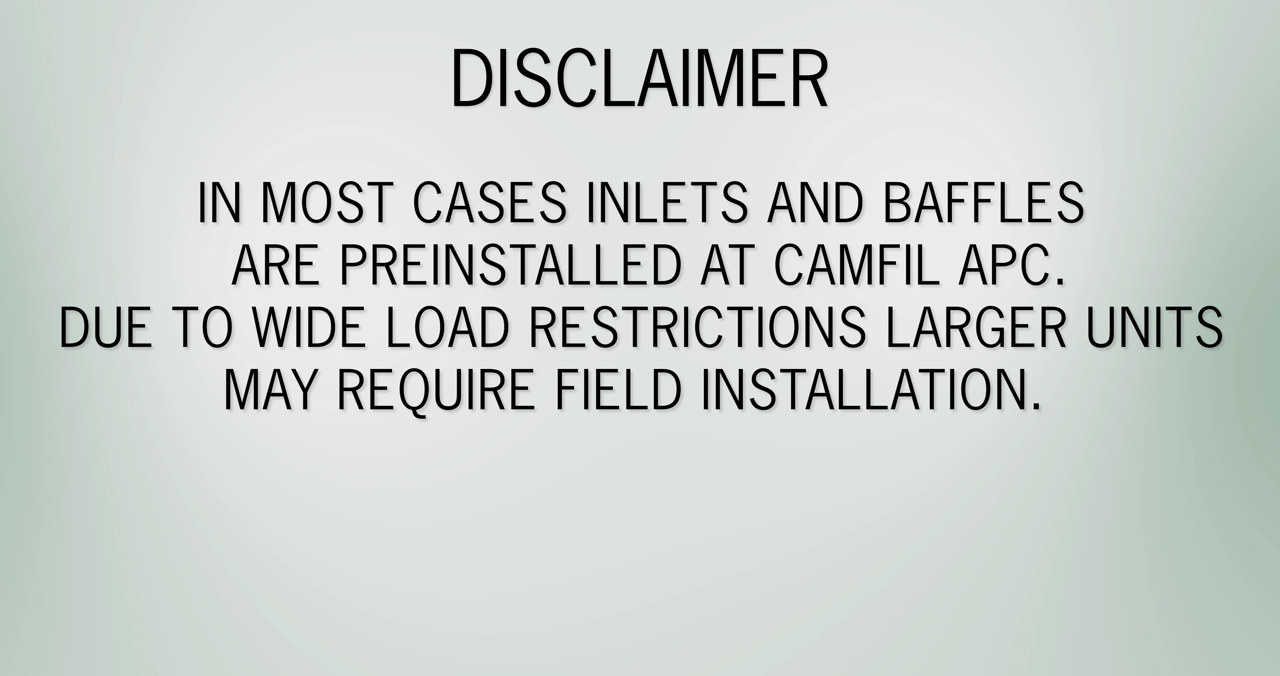 DISCLAIMER
IN MOST CASES INLETS AND BAFFLES
ARE PREINSTALLED AT CAMFIL APC.
DUE TO WIDE LOAD RESTRICTIONS LARGER UNITS
MAY REQUIRE FIELD INSTALLATION.